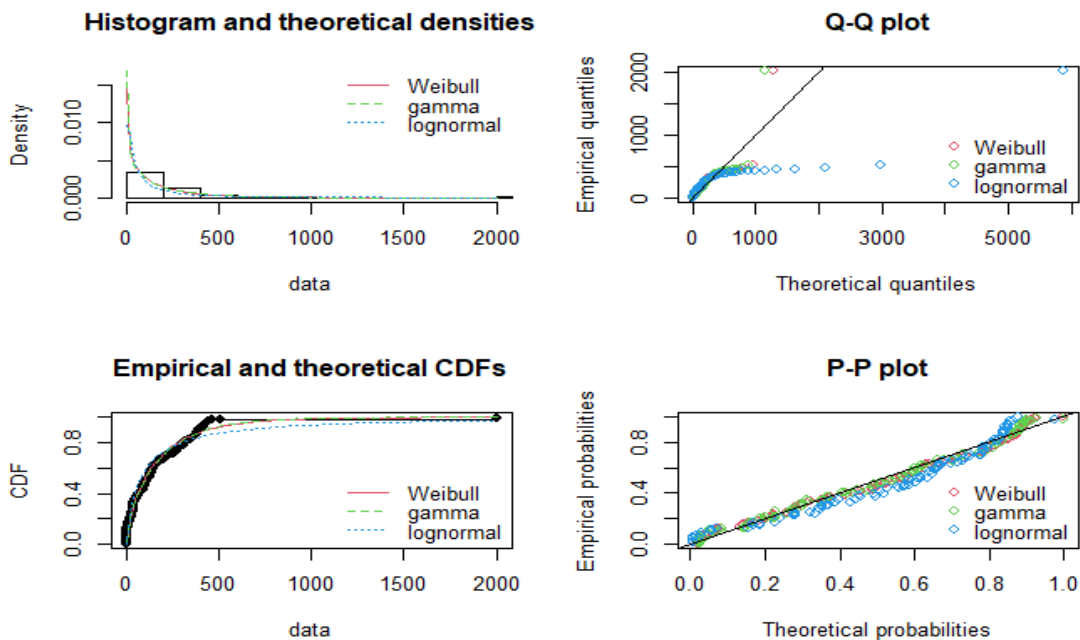 Histogram and theoretical densities
Density
0.000
0.010
Weibull
gamma
lognormal
0
500
1000
1500
2000
data
Q-Q plot
Empirical quantiles
0
1000
2000
Weibull
gamma
lognormal
0
1000
3000
5000
Theoretical quantiles
Empirical and theoretical CDFs
CDF
0.0
0.4
0.8
Weibull
gamma
lognormal
0
500
1000
1500
2000
data
P-P plot
Empirical probabilities
0.0
0.4
0.8
Weibull
gamma
lognormal
0.0
0.2
0.4
0.6
0.8
1.0
Theoretical probabilities